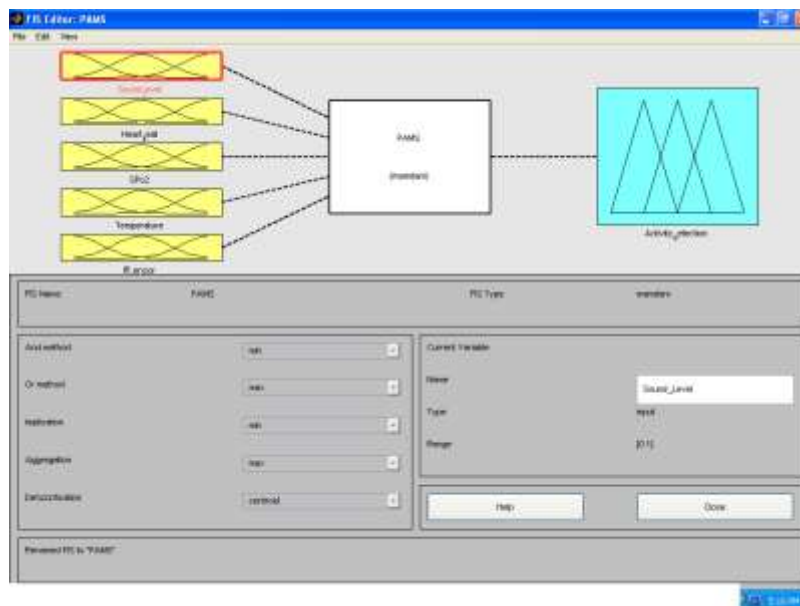 FIS Editor: PAMS
File Edit View
Sound_Level
PAMS
(mamdani)
SPo2
Temperature
FIS Name: PAMS FIS Type: mamdani
And method min
Or method max
Implication min
Aggregation max
Defuzzification centroid
Current Variable
Name Sound_Level
Type input
Range [0 1]
Help Close
Renamed FIS to "PAMS"